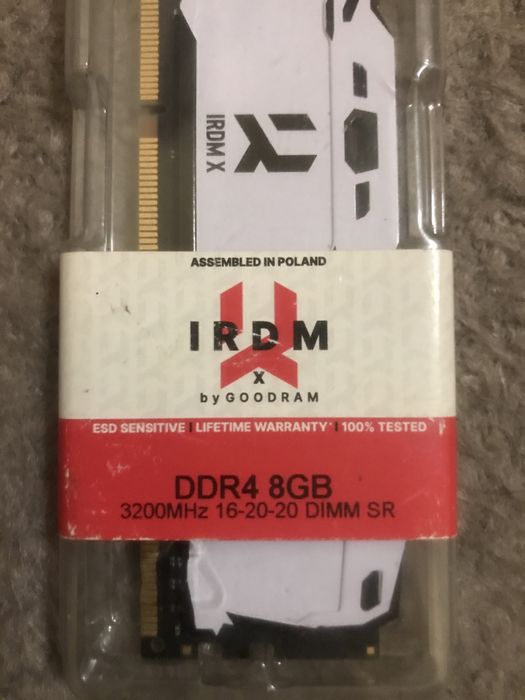 IRDM X
ASSEMBLED IN POLAND
IRDM
X
by GOODRAM
ESD SENSITIVE | LIFETIME WARRANTY* | 100% TESTED
DDR4 8GB
3200MHz 16-20-20 DIMM SR